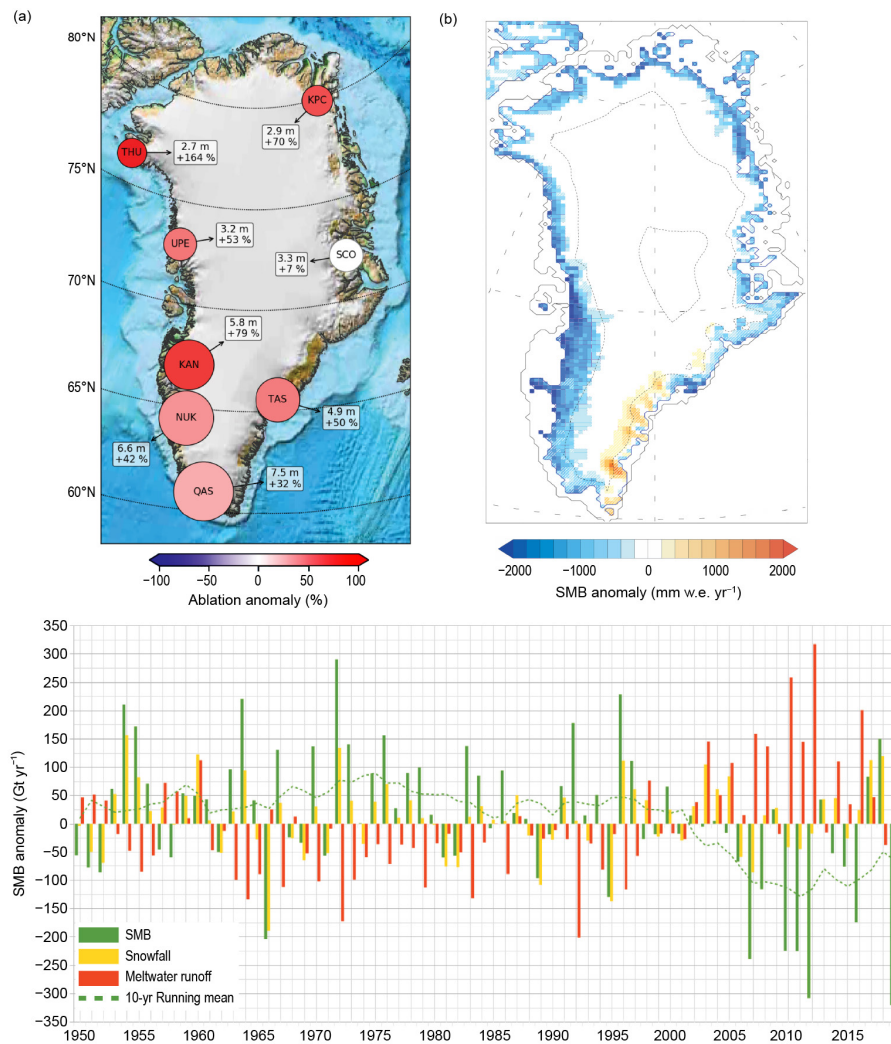 (a)
80°N
75°N
70°N
65°N
60°N
KPC
2.9 m
+70 %
THU
2.7 m
+164 %
UPE
3.2 m
+53 %
SCO
3.3 m
+7 %
KAN
5.8 m
+79 %
TAS
4.9 m
+50 %
NUK
6.6 m
+42 %
QAS
7.5 m
+32 %
−100 −50 0 50 100
Ablation anomaly (%)
(b)
−2000 −1000 0 1000 2000
SMB anomaly (mm w.e. yr⁻¹)
SMB anomaly (Gt yr⁻¹)
350
300
250
200
150
100
50
0
−50
−100
−150
−200
−250
−300
−350
SMB
Snowfall
Meltwater runoff
10-yr Running mean
1950 1955 1960 1965 1970 1975 1980 1985 1990 1995 2000 2005 2010 2015